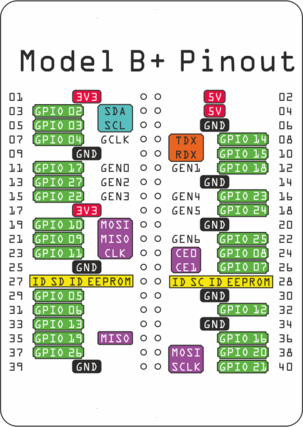 Model B+ Pinout
01 3V3 5V 02
03 GPIO 02 SDA 5V 04
05 GPIO 03 SCL GND 06
07 GPIO 04 GCLK TDX GPIO 14 08
09 GND RDX GPIO 15 10
11 GPIO 17 GEN0 GEN1 GPIO 18 12
13 GPIO 27 GEN2 GND 14
15 GPIO 22 GEN3 GEN4 GPIO 23 16
17 3V3 GEN5 GPIO 24 18
19 GPIO 10 MOSI GND 20
21 GPIO 09 MISO GEN6 GPIO 25 22
23 GPIO 11 CLK CE0 GPIO 08 24
25 GND CE1 GPIO 07 26
27 ID SD ID EEPROM ID SC ID EEPROM 28
29 GPIO 05 GND 30
31 GPIO 06 GPIO 12 32
33 GPIO 13 GND 34
35 GPIO 19 MISO GPIO 16 36
37 GPIO 26 MOSI GPIO 20 38
39 GND SCLK GPIO 21 40